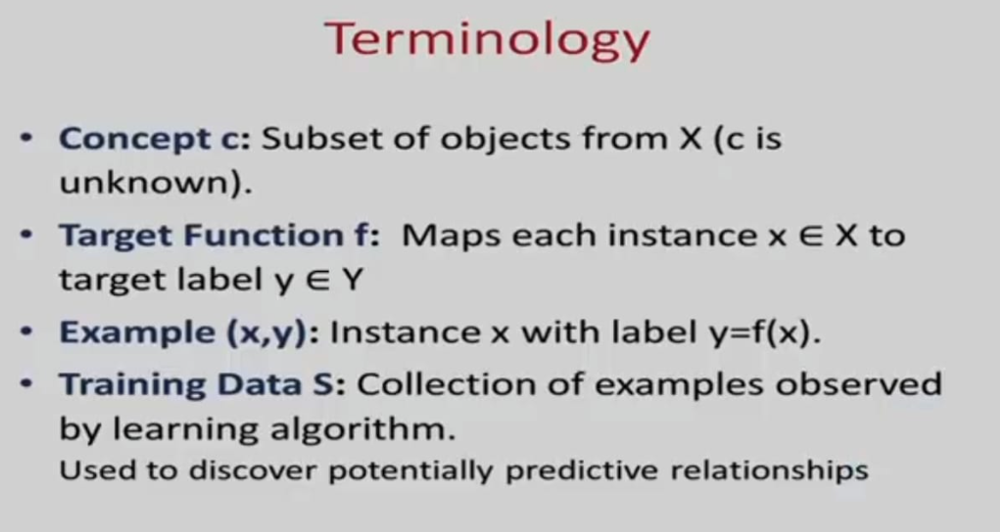 Terminology
• Concept c: Subset of objects from X (c is
unknown).
• Target Function f: Maps each instance x ∈ X to
target label y ∈ Y
• Example (x,y): Instance x with label y=f(x).
• Training Data S: Collection of examples observed
by learning algorithm.
Used to discover potentially predictive relationships